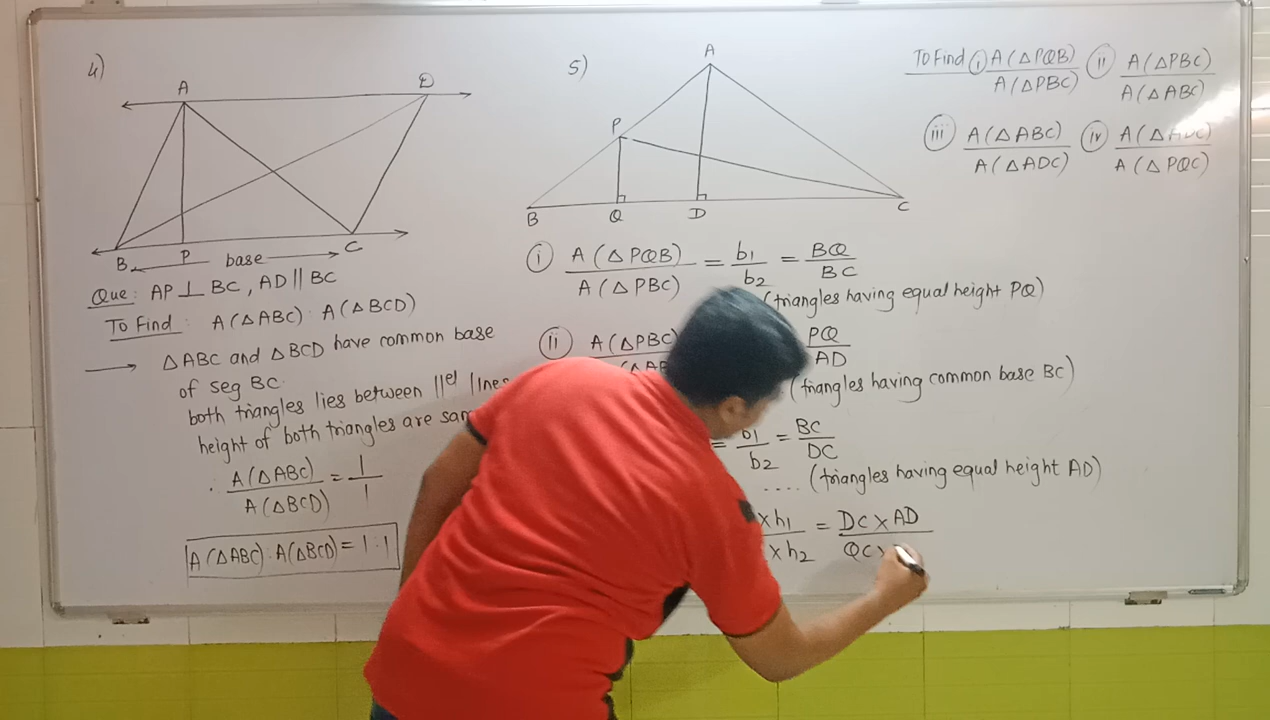 4)
A
D
B
P
C
base
Que: AP ⊥ BC, AD || BC
To Find: A(△ABC) : A(△BCD)
→ △ABC and △BCD have common base
of seg BC.
both triangles lies between ||el lines
height of both triangles are
∴ A(△ABC) / A(△BCD) = 1/1
A(△ABC) : A(△BCD) = 1 : 1
5)
A
P
B
Q
D
C
To Find (i) A(△PQB) / A(△PBC) (ii) A(△PBC) / A(△ABC)
(iii) A(△ABC) / A(△ADC) (iv) A(△ADC) / A(△PQC)
(i) A(△PQB) / A(△PBC) = b1/b2 = BQ/BC
(triangles having equal height PQ)
(ii) A(△PBC) PQ/AD
(triangles having common base BC)
= b1/b2 = BC/DC
.... (triangles having equal height AD)
× h1 / × h2 = DC × AD / QC ×